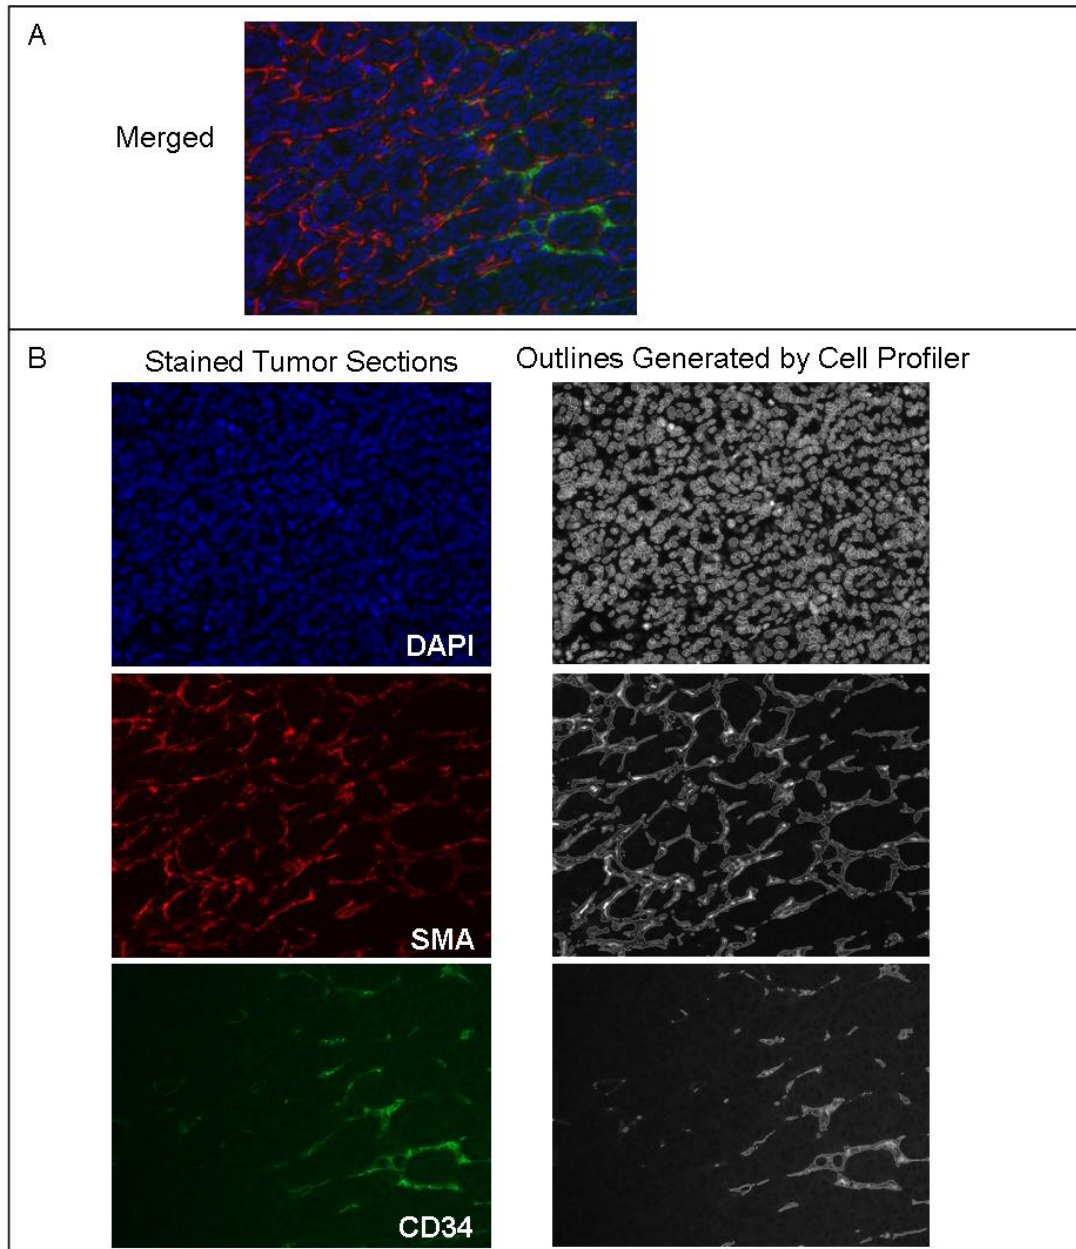 A
Merged
B
Stained Tumor Sections
Outlines Generated by Cell Profiler
DAPI
SMA
CD34